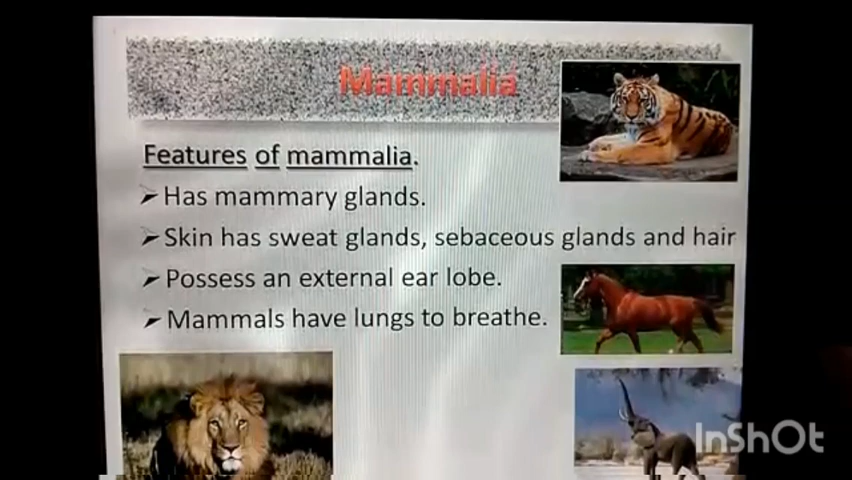 Mammalia
Features of mammalia.
Has mammary glands.
Skin has sweat glands, sebaceous glands and hair
Possess an external ear lobe.
Mammals have lungs to breathe.
InShOt